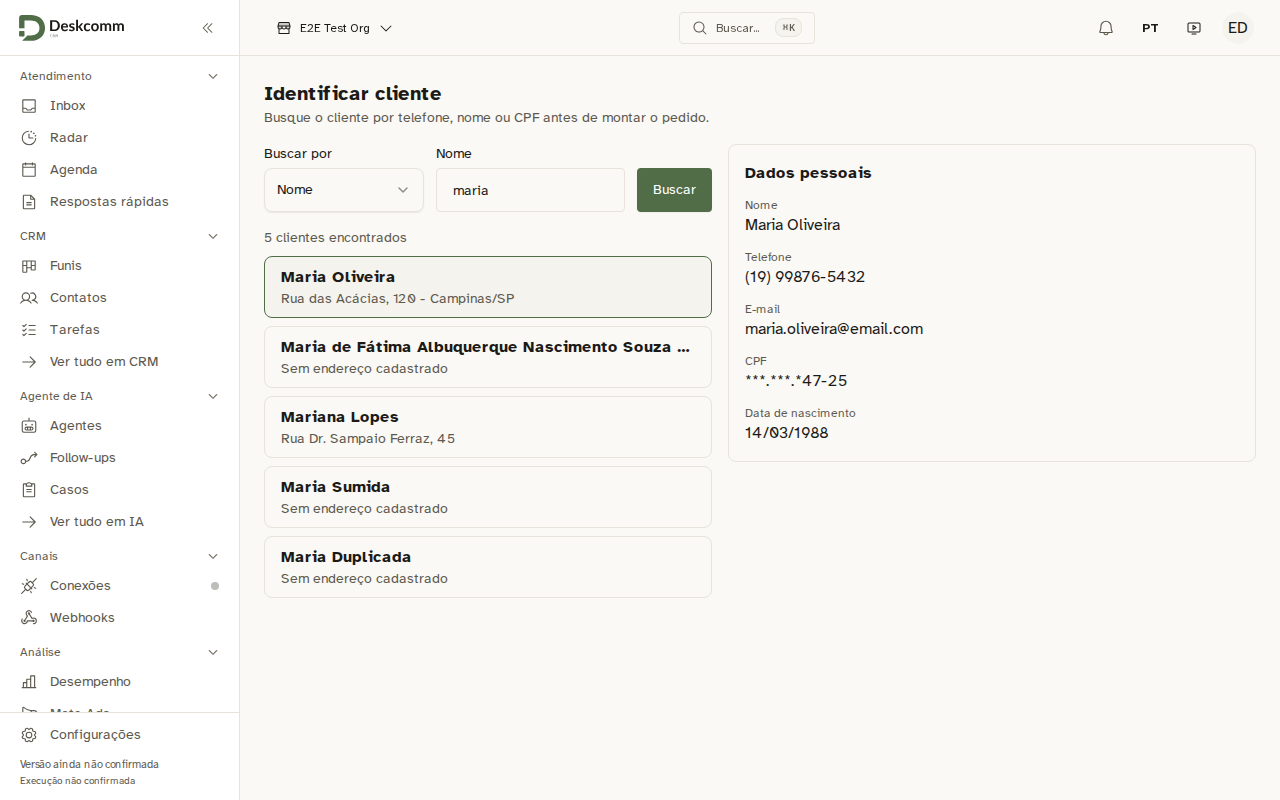 Deskcomm
E2E Test Org
Buscar...
⌘K
PT
ED
Atendimento
Inbox
Radar
Agenda
Respostas rápidas
CRM
Funis
Contatos
Tarefas
Ver tudo em CRM
Agente de IA
Agentes
Follow-ups
Casos
Ver tudo em IA
Canais
Conexões
Webhooks
Análise
Desempenho
Configurações
Versão ainda não confirmada
Execução não confirmada
Identificar cliente
Busque o cliente por telefone, nome ou CPF antes de montar o pedido.
Buscar por
Nome
Nome
maria
Buscar
5 clientes encontrados
Maria Oliveira
Rua das Acácias, 120 - Campinas/SP
Maria de Fátima Albuquerque Nascimento Souza ...
Sem endereço cadastrado
Mariana Lopes
Rua Dr. Sampaio Ferraz, 45
Maria Sumida
Sem endereço cadastrado
Maria Duplicada
Sem endereço cadastrado
Dados pessoais
Nome
Maria Oliveira
Telefone
(19) 99876-5432
E-mail
maria.oliveira@email.com
CPF
***.***.*47-25
Data de nascimento
14/03/1988